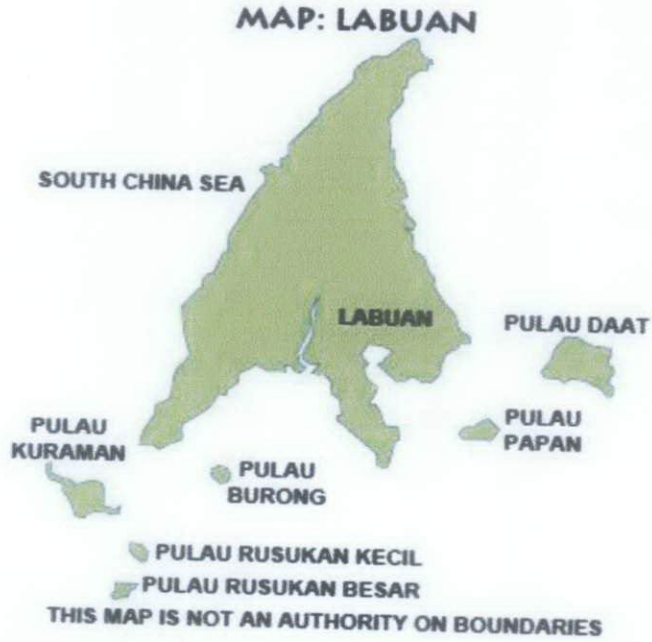 MAP: LABUAN
SOUTH CHINA SEA
LABUAN
PULAU DAAT
PULAU
KURAMAN
PULAU
PAPAN
PULAU
BURONG
PULAU RUSUKAN KECIL
PULAU RUSUKAN BESAR
THIS MAP IS NOT AN AUTHORITY ON BOUNDARIES